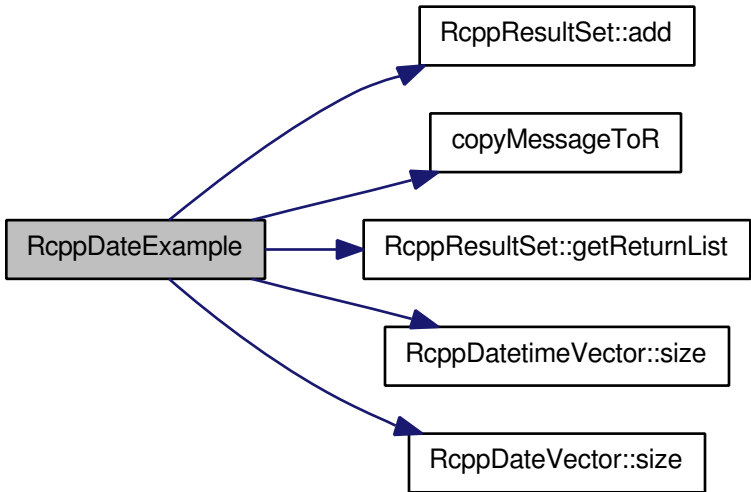 RcppResultSet::add
copyMessageToR
RcppDateExample
RcppResultSet::getReturnList
RcppDatetimeVector::size
RcppDateVector::size